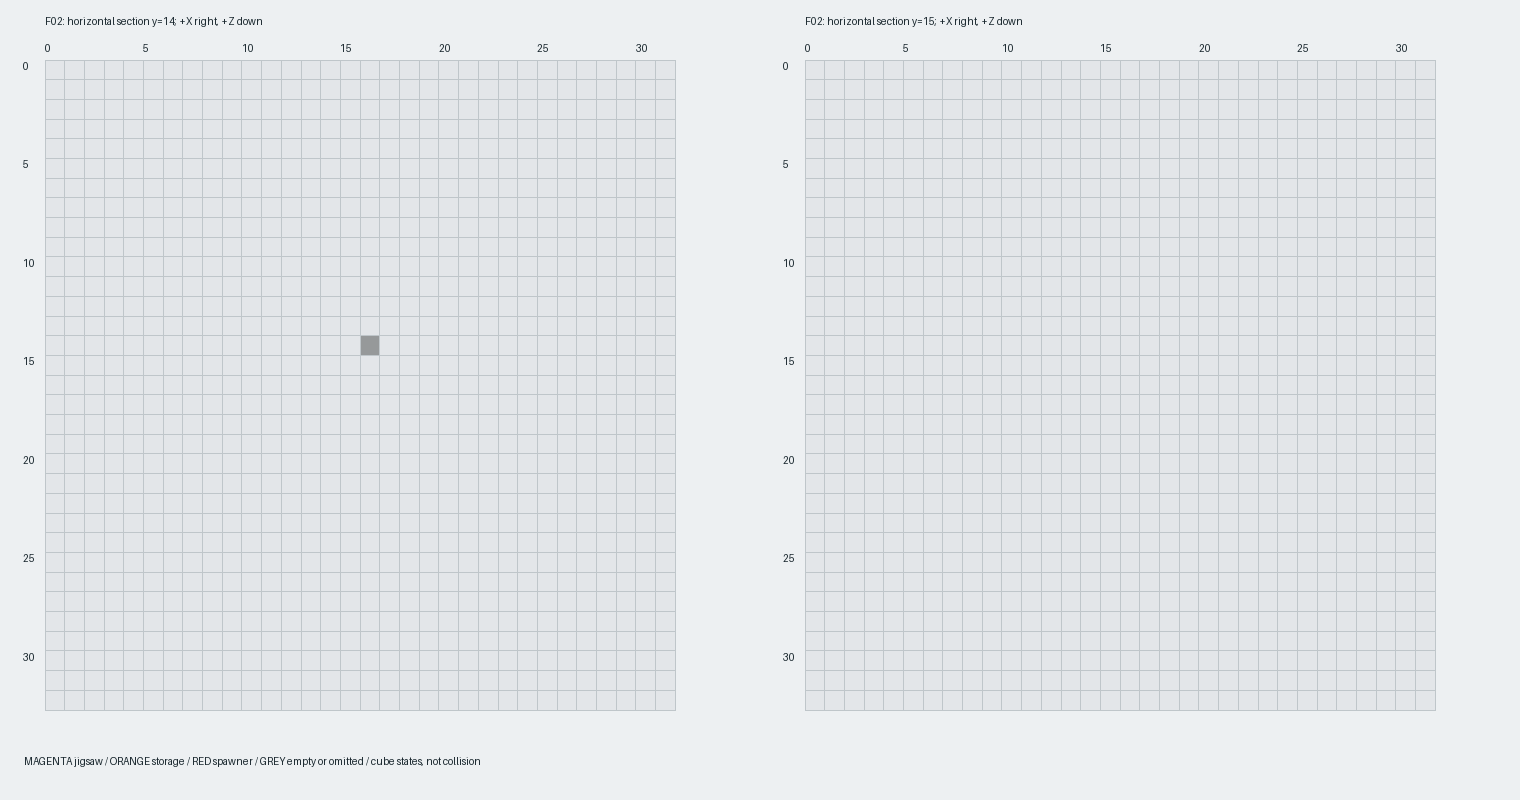 F02: horizontal section y=14; +X right, +Z down
0 5 10 15 20 25 30
0
5
10
15
20
25
30
F02: horizontal section y=15; +X right, +Z down
0 5 10 15 20 25 30
0
5
10
15
20
25
30
MAGENTA jigsaw / ORANGE storage / RED spawner / GREY empty or omitted / cube states, not collision